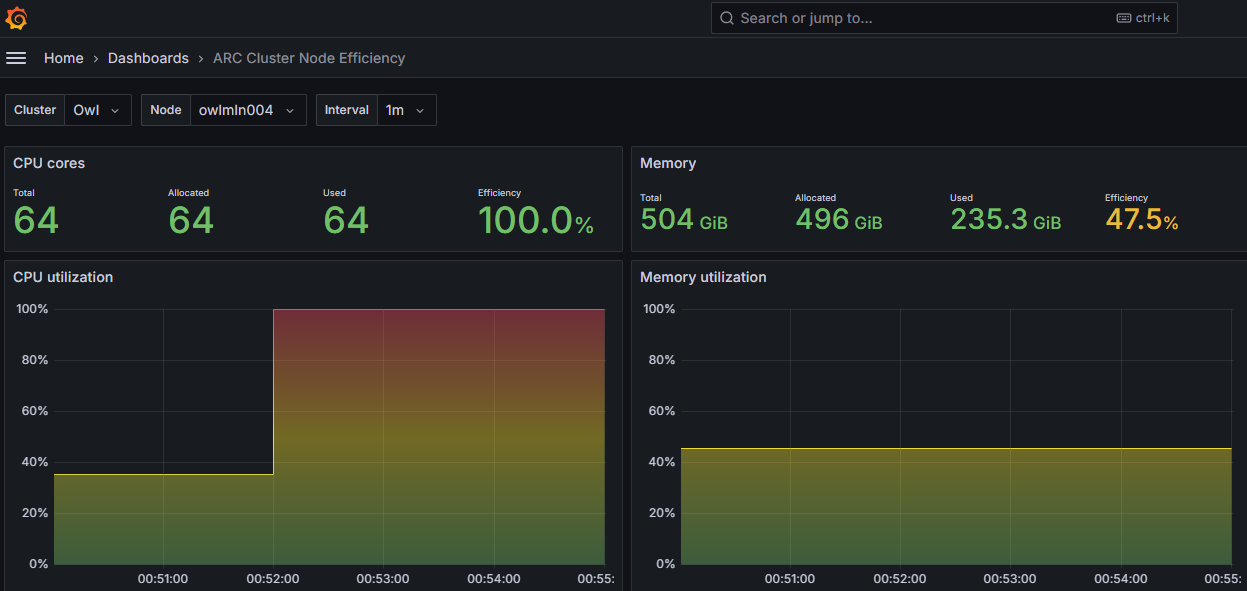 Search or jump to... ctrl+k
Home › Dashboards › ARC Cluster Node Efficiency
Cluster Owl Node owlmln004 Interval 1m
CPU cores
Total Allocated Used Efficiency
64 64 64 100.0%
Memory
Total Allocated Used Efficiency
504 GiB 496 GiB 235.3 GiB 47.5%
CPU utilization
100%
80%
60%
40%
20%
0%
00:51:00 00:52:00 00:53:00 00:54:00 00:55:
Memory utilization
100%
80%
60%
40%
20%
0%
00:51:00 00:52:00 00:53:00 00:54:00 00:55: